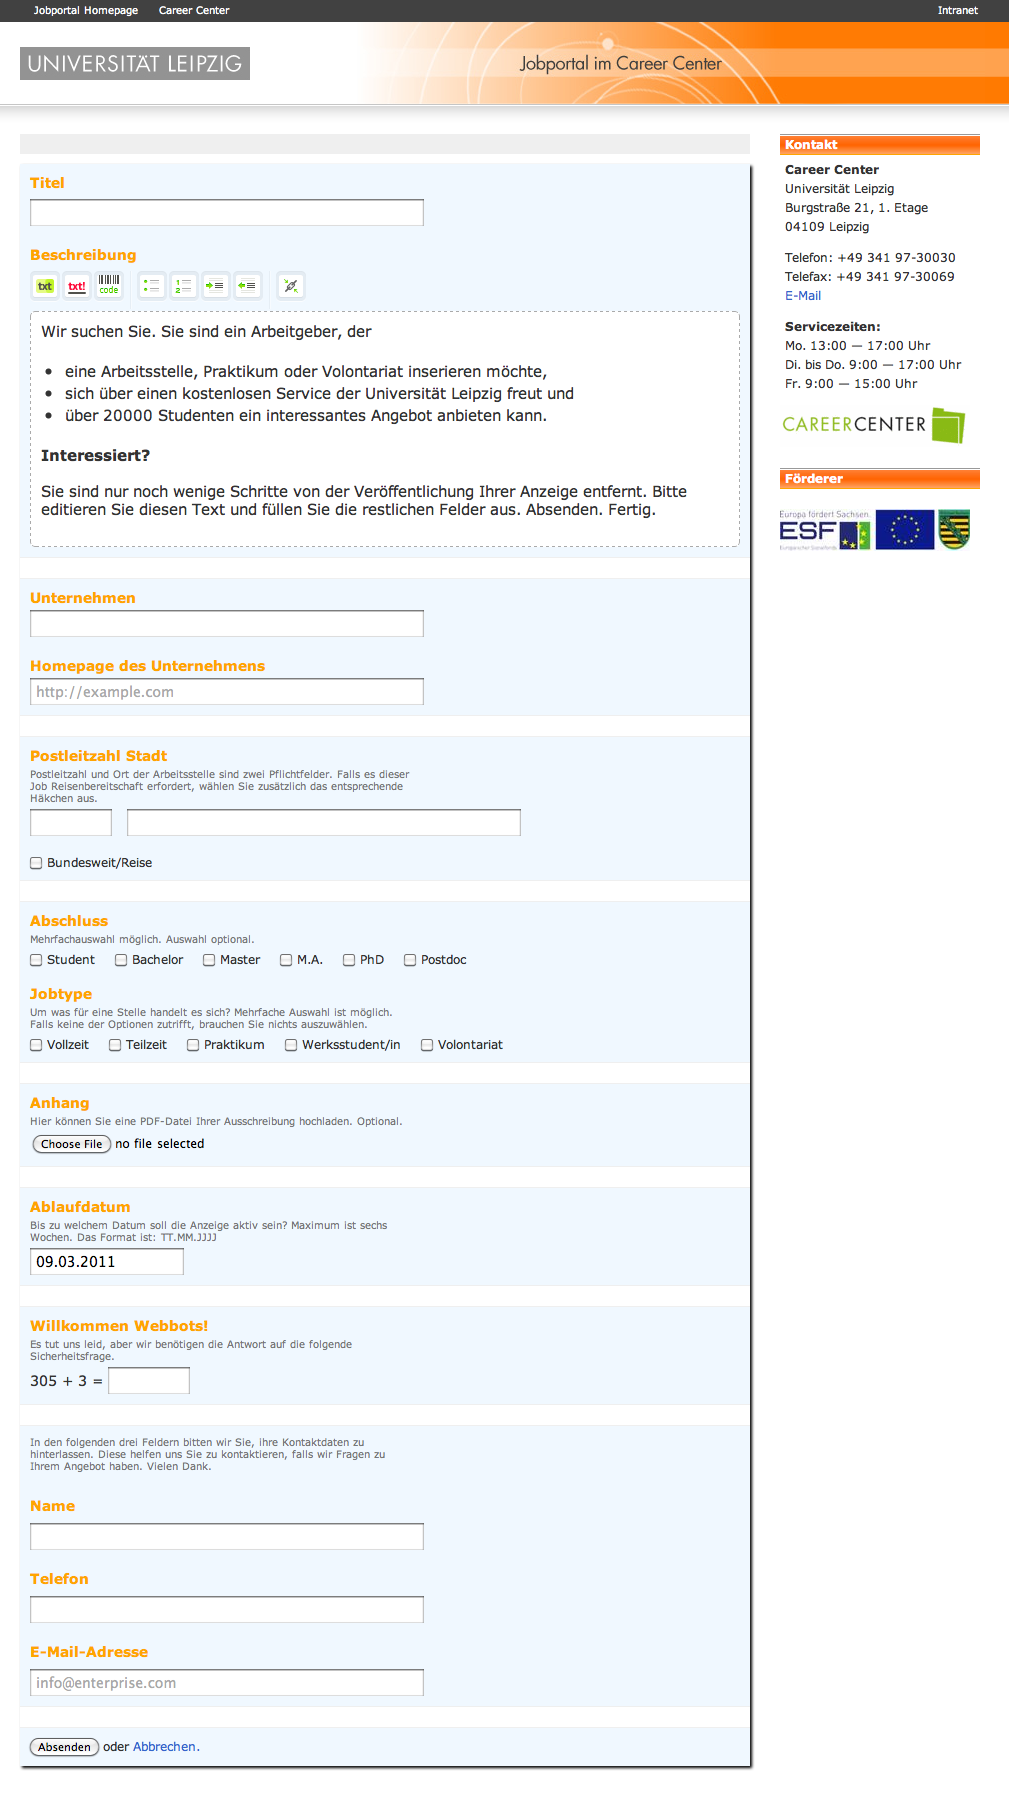 Jobportal Homepage Career Center Intranet
UNIVERSITÄT LEIPZIG
Jobportal im Career Center
Titel
Beschreibung
txt txt! code
1
2
Wir suchen Sie. Sie sind ein Arbeitgeber, der
• eine Arbeitsstelle, Praktikum oder Volontariat inserieren möchte,
• sich über einen kostenlosen Service der Universität Leipzig freut und
• über 20000 Studenten ein interessantes Angebot anbieten kann.
Interessiert?
Sie sind nur noch wenige Schritte von der Veröffentlichung Ihrer Anzeige entfernt. Bitte
editieren Sie diesen Text und füllen Sie die restlichen Felder aus. Absenden. Fertig.
Unternehmen
Homepage des Unternehmens
http://example.com
Postleitzahl Stadt
Postleitzahl und Ort der Arbeitsstelle sind zwei Pflichtfelder. Falls es dieser
Job Reisenbereitschaft erfordert, wählen Sie zusätzlich das entsprechende
Häkchen aus.
Bundesweit/Reise
Abschluss
Mehrfachauswahl möglich. Auswahl optional.
Student Bachelor Master M.A. PhD Postdoc
Jobtype
Um was für eine Stelle handelt es sich? Mehrfache Auswahl ist möglich.
Falls keine der Optionen zutrifft, brauchen Sie nichts auszuwählen.
Vollzeit Teilzeit Praktikum Werksstudent/in Volontariat
Anhang
Hier können Sie eine PDF-Datei Ihrer Ausschreibung hochladen. Optional.
Choose File no file selected
Ablaufdatum
Bis zu welchem Datum soll die Anzeige aktiv sein? Maximum ist sechs
Wochen. Das Format ist: TT.MM.JJJJ
09.03.2011
Willkommen Webbots!
Es tut uns leid, aber wir benötigen die Antwort auf die folgende
Sicherheitsfrage.
305 + 3 =
In den folgenden drei Feldern bitten wir Sie, ihre Kontaktdaten zu
hinterlassen. Diese helfen uns Sie zu kontaktieren, falls wir Fragen zu
Ihrem Angebot haben. Vielen Dank.
Name
Telefon
E-Mail-Adresse
info@enterprise.com
Absenden oder Abbrechen.
Kontakt
Career Center
Universität Leipzig
Burgstraße 21, 1. Etage
04109 Leipzig
Telefon: +49 341 97-30030
Telefax: +49 341 97-30069
E-Mail
Servicezeiten:
Mo. 13:00 — 17:00 Uhr
Di. bis Do. 9:00 — 17:00 Uhr
Fr. 9:00 — 15:00 Uhr
CAREERCENTER
Förderer
Europa fördert Sachsen.
ESF
Europäischer Sozialfonds